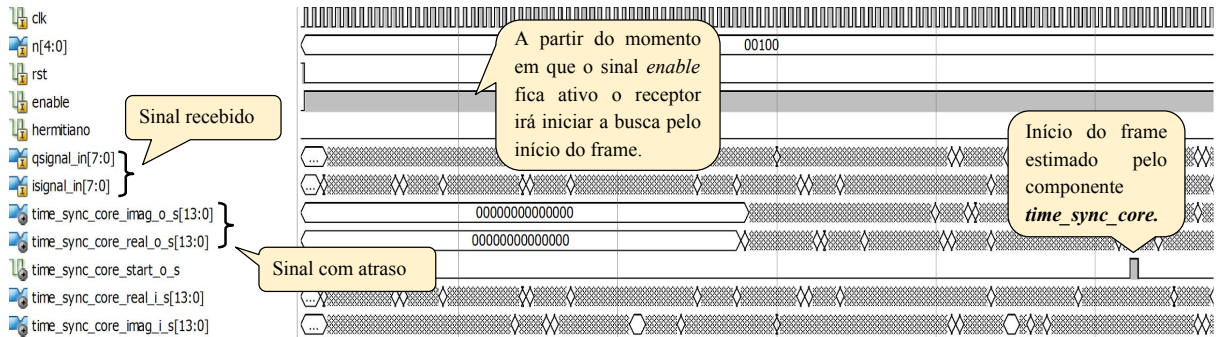 clk
n[4:0]
00100
rst
enable
hermitiano
qsignal_in[7:0]
...
isignal_in[7:0]
...
time_sync_core_imag_o_s[13:0]
00000000000000
time_sync_core_real_o_s[13:0]
00000000000000
time_sync_core_start_o_s
time_sync_core_real_i_s[13:0]
...
time_sync_core_imag_i_s[13:0]
...
Sinal recebido
A partir do momento
em que o sinal enable
fica ativo o receptor
irá iniciar a busca pelo
início do frame.
Sinal com atraso
Início do frame
estimado pelo
componente
time_sync_core.